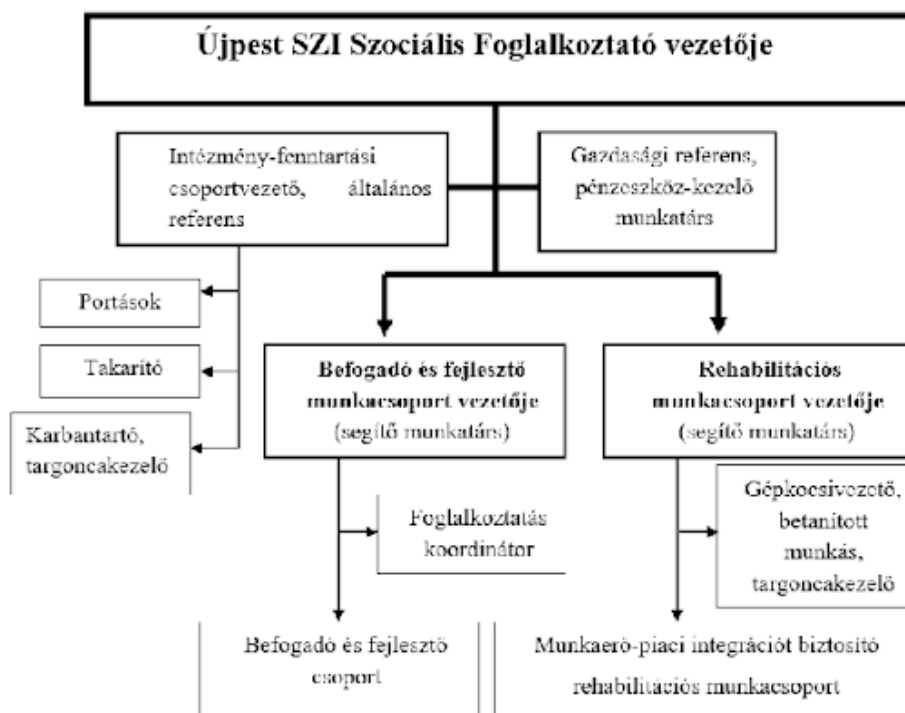 Újpest SZI Szociális Foglalkoztató vezetője
Intézmény-fenntartási
csoportvezető, általános
referens
Gazdasági referens,
pénzeszköz-kezelő
munkatárs
Portások
Takarító
Karbantartó,
targoncakezelő
Befogadó és fejlesztő
munkacsoport vezetője
(segítő munkatárs)
Rehabilitációs
munkacsoport vezetője
(segítő munkatárs)
Foglalkoztatás
koordinátor
Gépkocsivezető,
betanított
munkás,
targoncakezelő
Befogadó és fejlesztő
csoport
Munkaerő-piaci integrációt biztosító
rehabilitációs munkacsoport